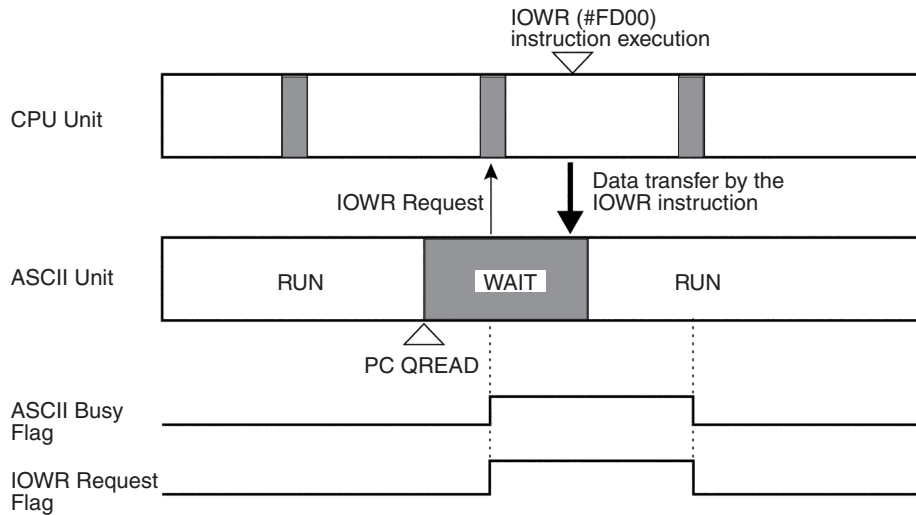 IOWR (#FD00)
instruction execution
CPU Unit
IOWR Request
Data transfer by the
IOWR instruction
ASCII Unit
RUN
WAIT
RUN
PC QREAD
ASCII Busy
Flag
IOWR Request
Flag